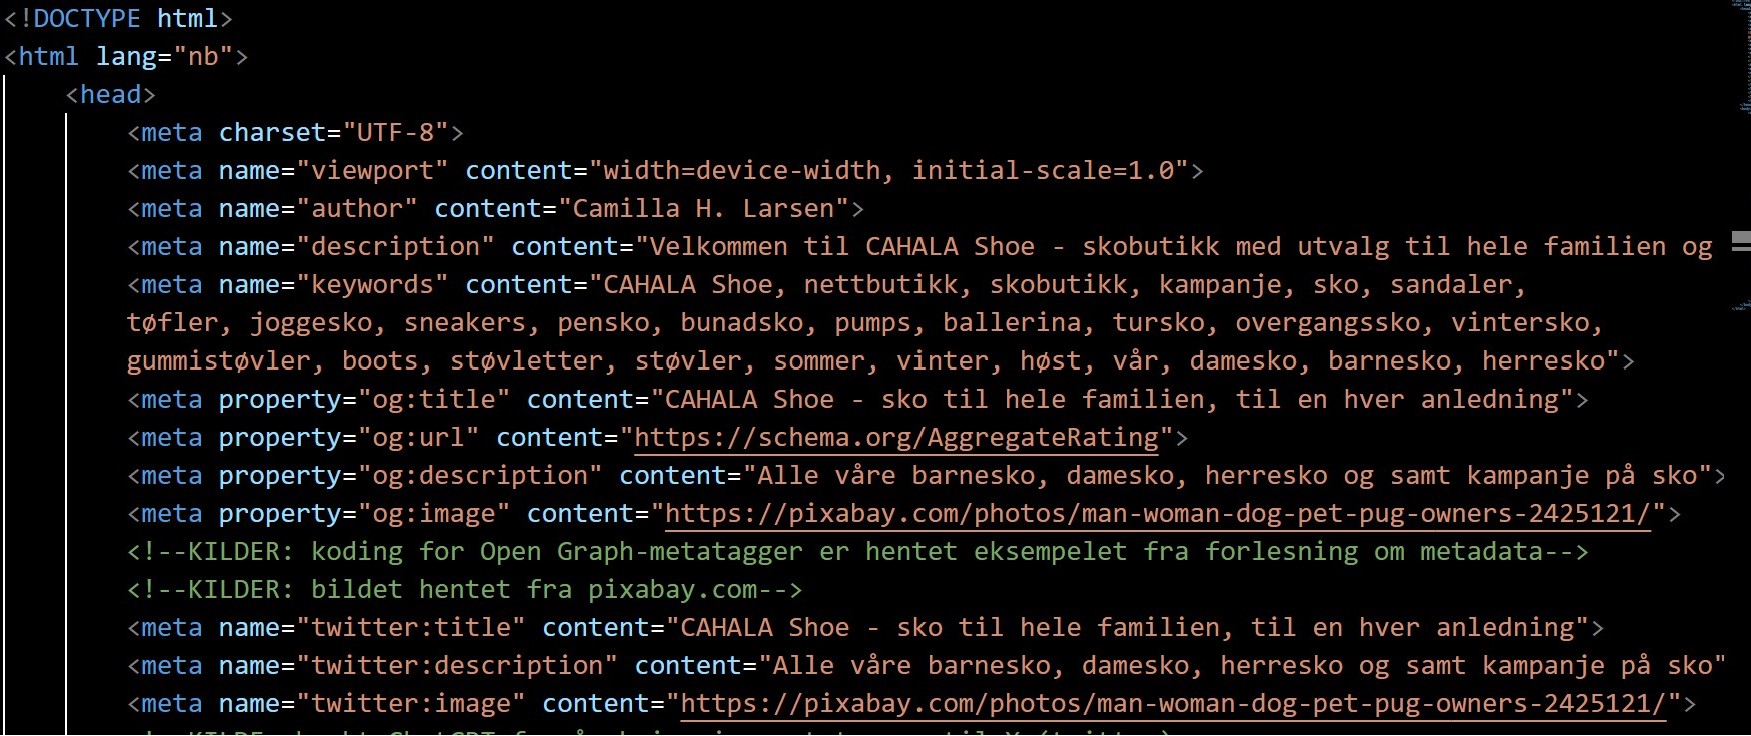 <!DOCTYPE html>
<html lang="nb">
<head>
<meta charset="UTF-8">
<meta name="viewport" content="width=device-width, initial-scale=1.0">
<meta name="author" content="Camilla H. Larsen">
<meta name="description" content="Velkommen til CAHALA Shoe - skobutikk med utvalg til hele familien og
<meta name="keywords" content="CAHALA Shoe, nettbutikk, skobutikk, kampanje, sko, sandaler,
tøfler, joggesko, sneakers, pensko, bunadsko, pumps, ballerina, tursko, overgangssko, vintersko,
gummistøvler, boots, støvletter, støvler, sommer, vinter, høst, vår, damesko, barnesko, herresko">
<meta property="og:title" content="CAHALA Shoe - sko til hele familien, til en hver anledning">
<meta property="og:url" content="https://schema.org/AggregateRating">
<meta property="og:description" content="Alle våre barnesko, damesko, herresko og samt kampanje på sko">
<meta property="og:image" content="https://pixabay.com/photos/man-woman-dog-pet-pug-owners-2425121/">
<!--KILDER: koding for Open Graph-metatagger er hentet eksempelet fra forlesning om metadata-->
<!--KILDER: bildet hentet fra pixabay.com-->
<meta name="twitter:title" content="CAHALA Shoe - sko til hele familien, til en hver anledning">
<meta name="twitter:description" content="Alle våre barnesko, damesko, herresko og samt kampanje på sko"
<meta name="twitter:image" content="https://pixabay.com/photos/man-woman-dog-pet-pug-owners-2425121/">